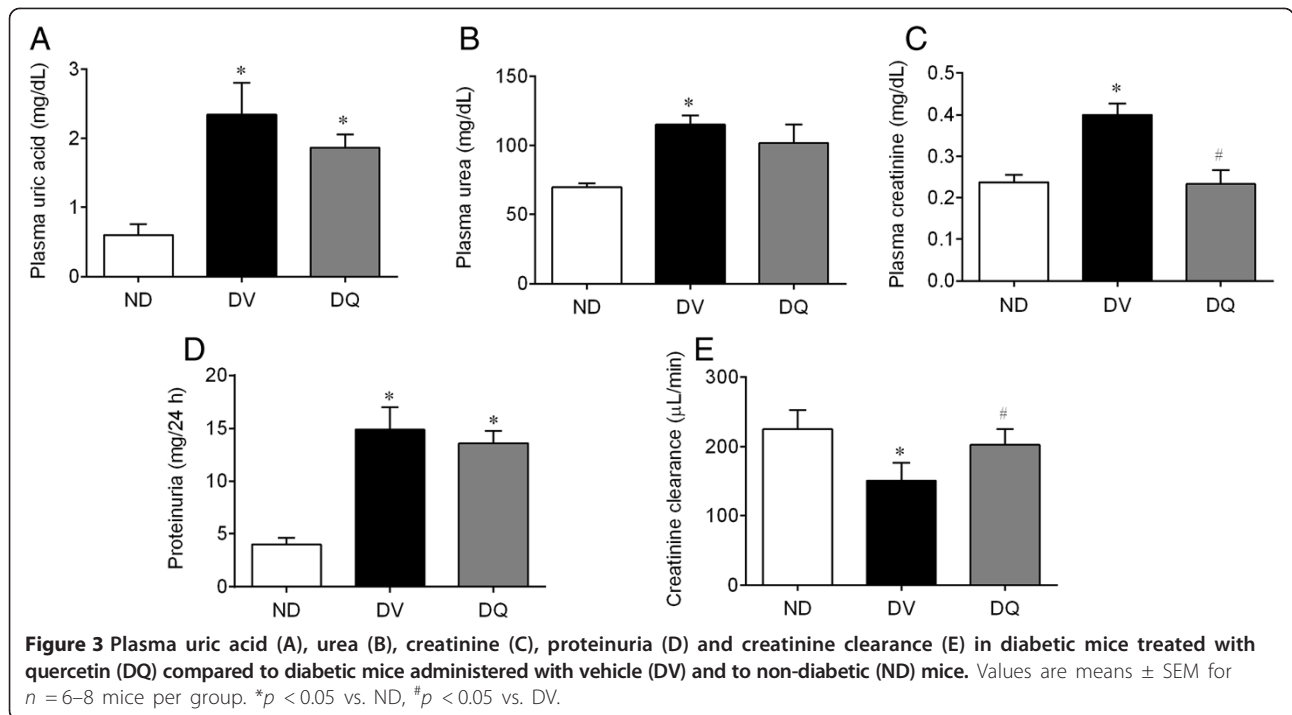 A
Plasma uric acid (mg/dL)
3
2
1
0
*
*
ND DV DQ
B
Plasma urea (mg/dL)
150
100
50
0
*
ND DV DQ
C
Plasma creatinine (mg/dL)
0.5
0.4
0.3
0.2
0.1
0.0
*
#
ND DV DQ
D
Proteinuria (mg/24 h)
20
15
10
5
0
*
*
ND DV DQ
E
Creatinine clearance (µL/min)
300
200
100
0
*
#
ND DV DQ
Figure 3 Plasma uric acid (A), urea (B), creatinine (C), proteinuria (D) and creatinine clearance (E) in diabetic mice treated with
quercetin (DQ) compared to diabetic mice administered with vehicle (DV) and to non-diabetic (ND) mice. Values are means ± SEM for
n = 6–8 mice per group. *p < 0.05 vs. ND, #p < 0.05 vs. DV.